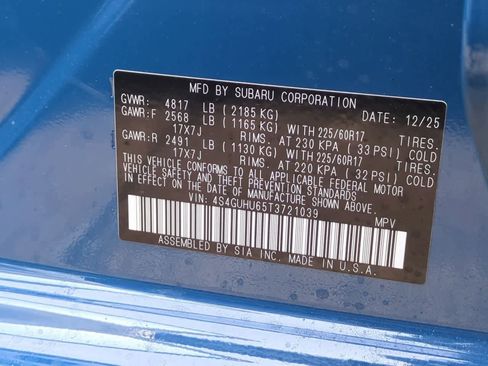 MFD BY SUBARU CORPORATION DATE: 12/25
GVWR: 4817 LB (2185 KG)
GAWR:F 2568 LB (1165 KG) WITH 225/60R17 TIRES.
17X7J RIMS. AT 230 KPA (33 PSI) COLD
GAWR:R 2491 LB (1130 KG) WITH 225/60R17 TIRES.
17X7J RIMS. AT 220 KPA (32 PSI) COLD
THIS VEHICLE CONFORMS TO ALL APPLICABLE FEDERAL MOTOR
VEHICLE SAFETY AND THEFT PREVENTION STANDARDS
IN EFFECT ON THE DATE OF MANUFACTURE SHOWN ABOVE.
VIN: 4S4GUHU65T3721039 MPV
ASSEMBLED BY SIA INC. MADE IN U.S.A.